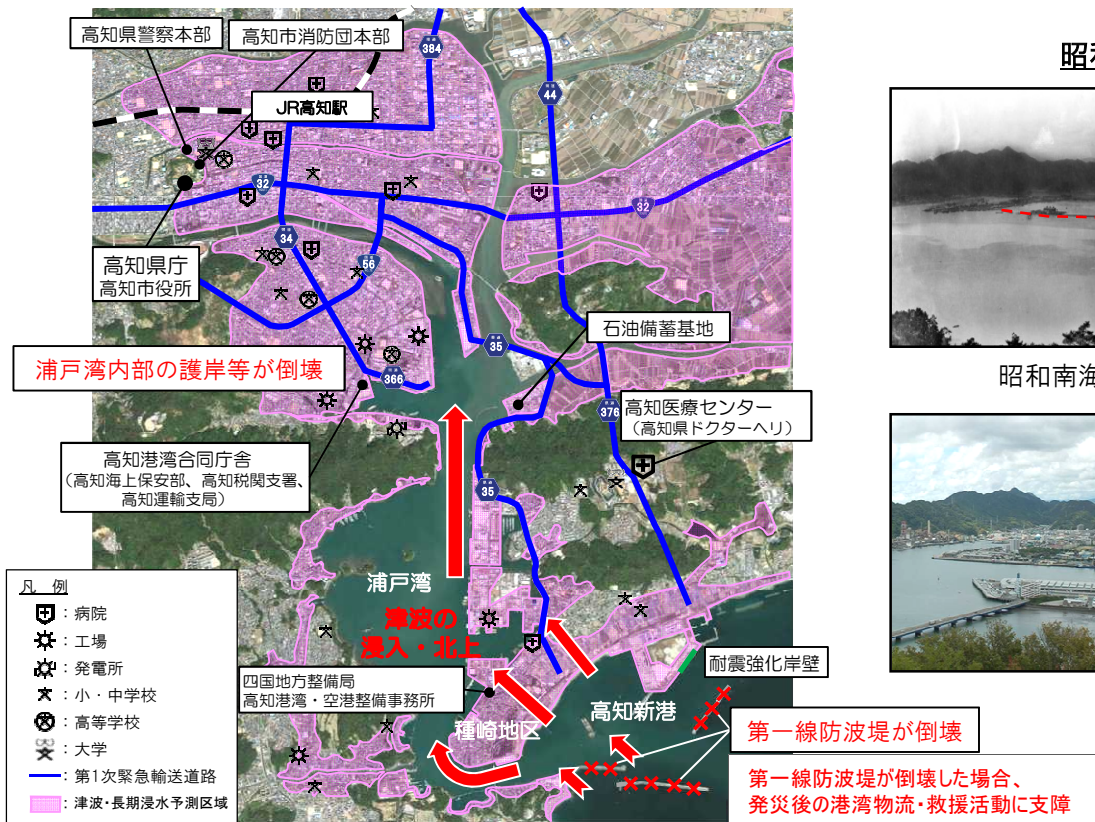 高知県警察本部
高知市消防団本部
384
44
JR高知駅
32
32
34
56
高知県庁
高知市役所
石油備蓄基地
35
浦戸湾内部の護岸等が倒壊
366
376
高知医療センター
（高知県ドクターヘリ）
高知港湾合同庁舎
（高知海上保安部、高知税関支署、
高知運輸支局）
35
浦戸湾
津波の
浸入・北上
四国地方整備局
高知港湾・空港整備事務所
種崎地区
高知新港
耐震強化岸壁
第一線防波堤が倒壊
第一線防波堤が倒壊した場合、
発災後の港湾物流・救援活動に支障
凡　例
：病院
：工場
：発電所
：小・中学校
：高等学校
：大学
：第1次緊急輸送道路
：津波・長期浸水予測区域
昭
昭和南海